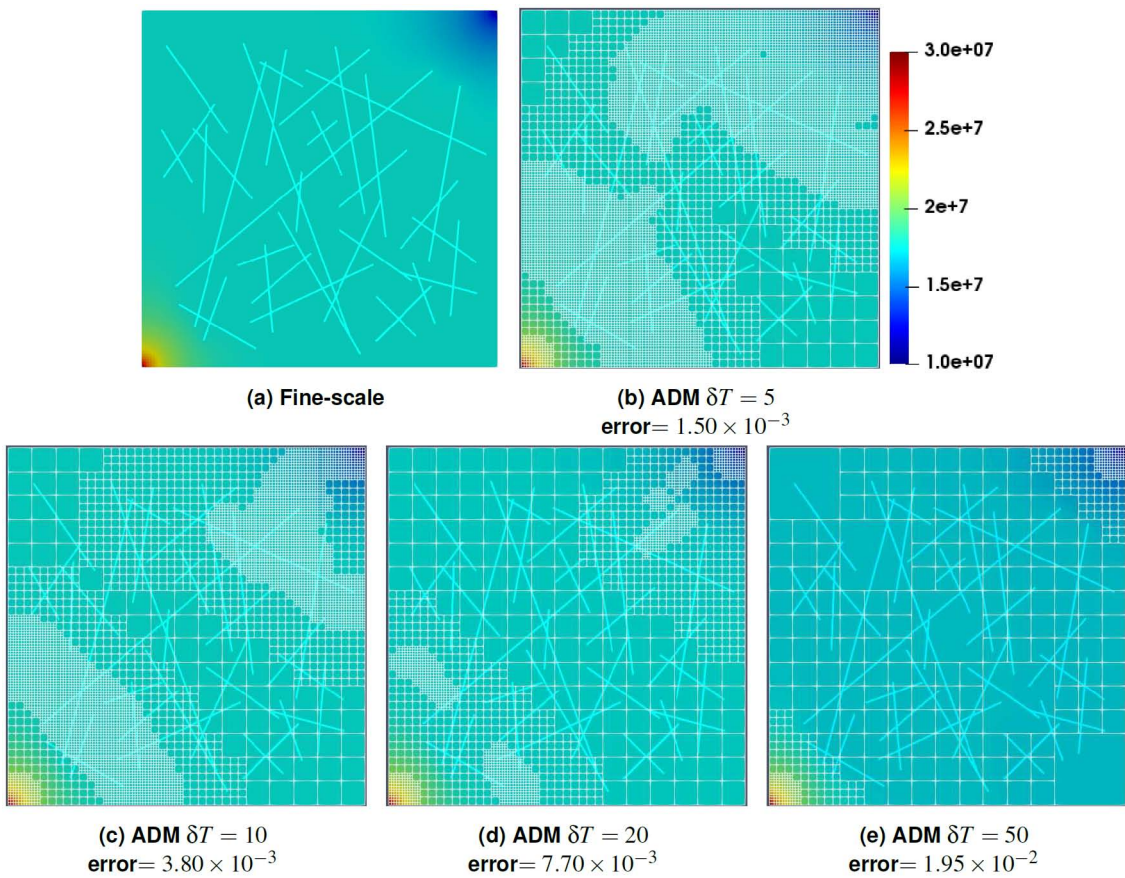 3.0e+07
2.5e+7
2e+7
1.5e+7
1.0e+07
(a) Fine-scale
(b) ADM δT = 5
error= 1.50 × 10⁻³
(c) ADM δT = 10
error= 3.80 × 10⁻³
(d) ADM δT = 20
error= 7.70 × 10⁻³
(e) ADM δT = 50
error= 1.95 × 10⁻²